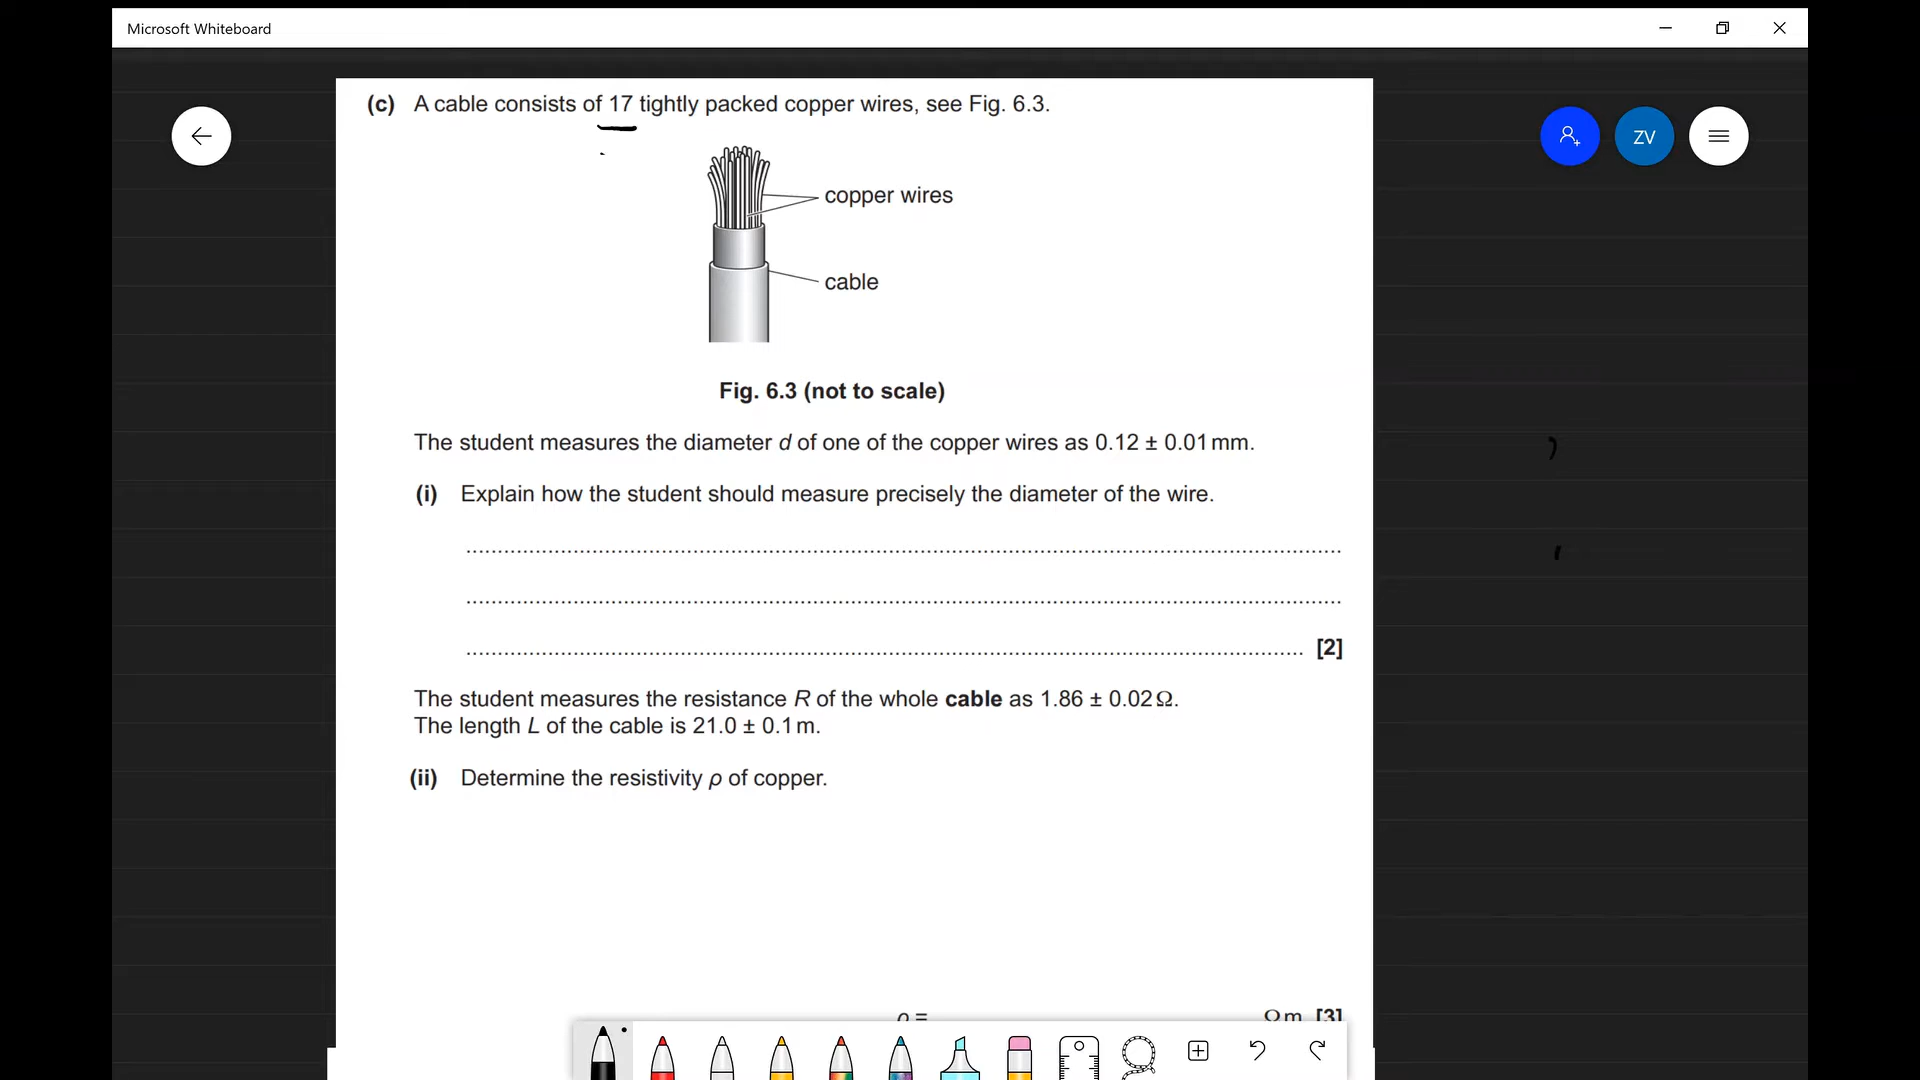 Microsoft Whiteboard
(c) A cable consists of 17 tightly packed copper wires, see Fig. 6.3.
ZV
copper wires
cable
Fig. 6.3 (not to scale)
The student measures the diameter d of one of the copper wires as 0.12 ± 0.01 mm.
(i) Explain how the student should measure precisely the diameter of the wire.
[2]
The student measures the resistance R of the whole cable as 1.86 ± 0.02 Ω.
The length L of the cable is 21.0 ± 0.1 m.
(ii) Determine the resistivity ρ of copper.
ρ = Ω m [3]